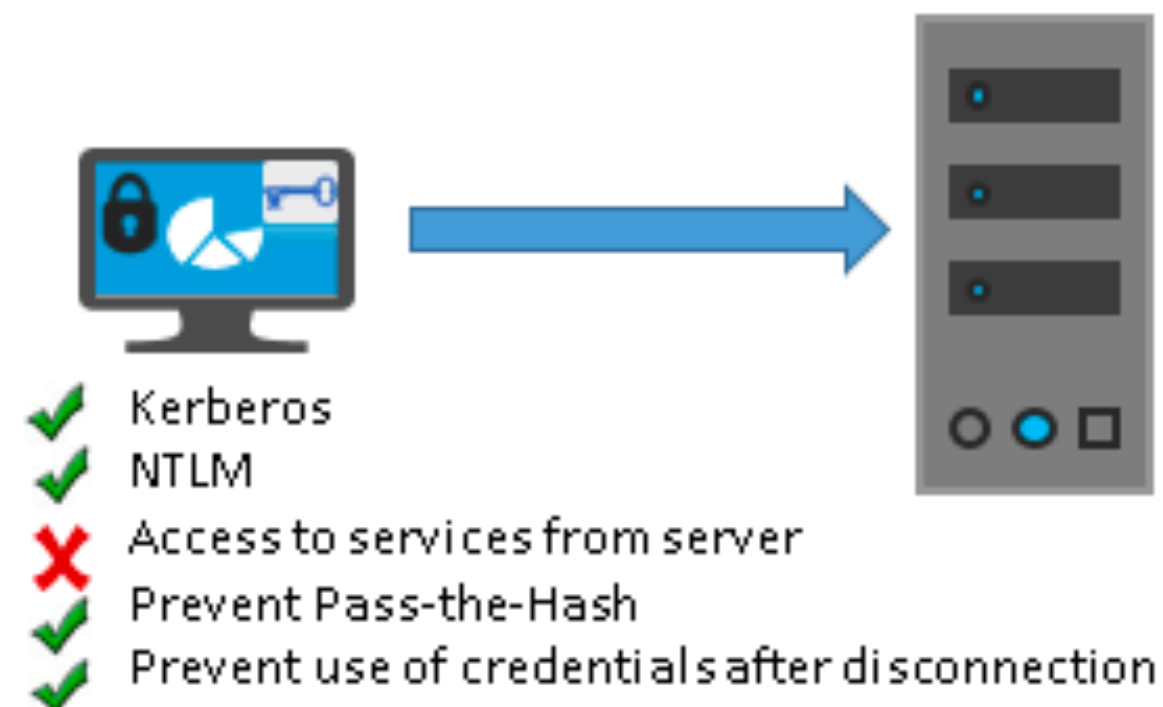 Kerberos
NTLM
Access to services from server
Prevent Pass-the-Hash
Prevent use of credentials after disconnection